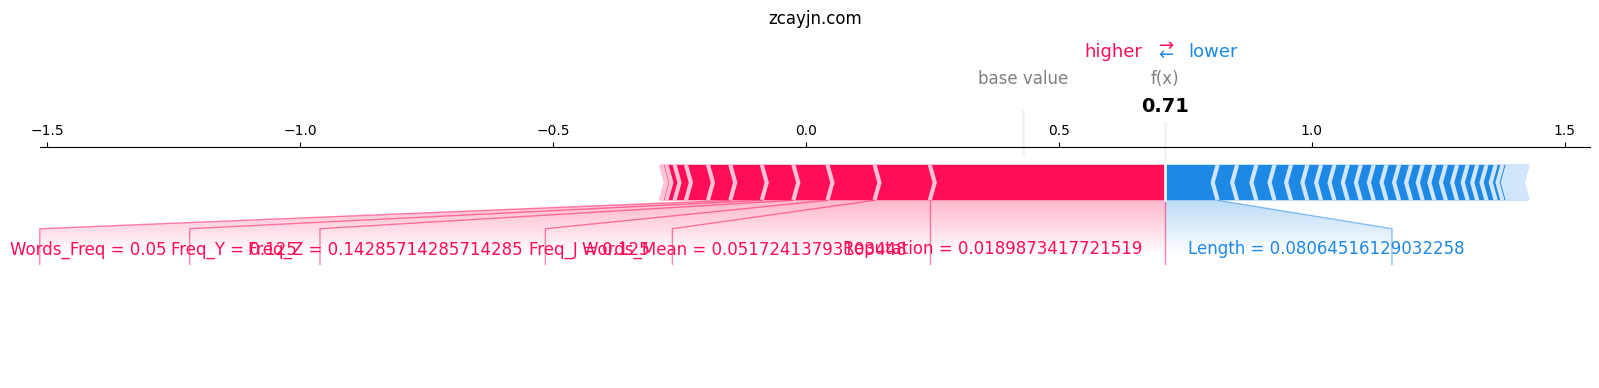 zcayjn.com
higher ⇄ lower
base value f(x)
0.71
−1.5 −1.0 −0.5 0.0 0.5 1.0 1.5
Words_Freq = 0.05 Freq_Y = 0.125 Freq_Z = 0.14285714285714285 Freq_J = 0.125 Words_Mean = 0.05172413793103448 Reputation = 0.0189873417721519 Length = 0.08064516129032258